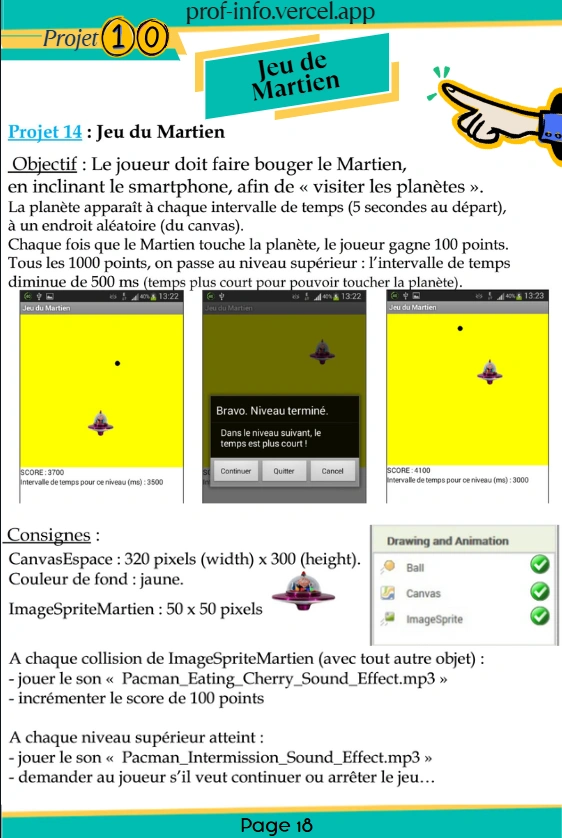 prof-info.vercel.app
Projet 10
Jeu de
Martien
Projet 14 : Jeu du Martien
Objectif : Le joueur doit faire bouger le Martien,
en inclinant le smartphone, afin de « visiter les planètes ».
La planète apparaît à chaque intervalle de temps (5 secondes au départ),
à un endroit aléatoire (du canvas).
Chaque fois que le Martien touche la planète, le joueur gagne 100 points.
Tous les 1000 points, on passe au niveau supérieur : l'intervalle de temps
diminue de 500 ms (temps plus court pour pouvoir toucher la planète).
40% 13:22
Jeu du Martien
SCORE : 3700
Intervalle de temps pour ce niveau (ms) : 3500
40% 13:22
Jeu du Martien
Bravo. Niveau terminé.
Dans le niveau suivant, le
temps est plus court !
Continuer
Quitter
Cancel
40% 13:23
Jeu du Martien
SCORE : 4100
Intervalle de temps pour ce niveau (ms) : 3000
Consignes :
CanvasEspace : 320 pixels (width) x 300 (height).
Couleur de fond : jaune.
ImageSpriteMartien : 50 x 50 pixels
Drawing and Animation
Ball
Canvas
ImageSprite
A chaque collision de ImageSpriteMartien (avec tout autre objet) :
- jouer le son « Pacman_Eating_Cherry_Sound_Effect.mp3 »
- incrémenter le score de 100 points
A chaque niveau supérieur atteint :
- jouer le son « Pacman_Intermission_Sound_Effect.mp3 »
- demander au joueur s'il veut continuer ou arrêter le jeu…
Page 18